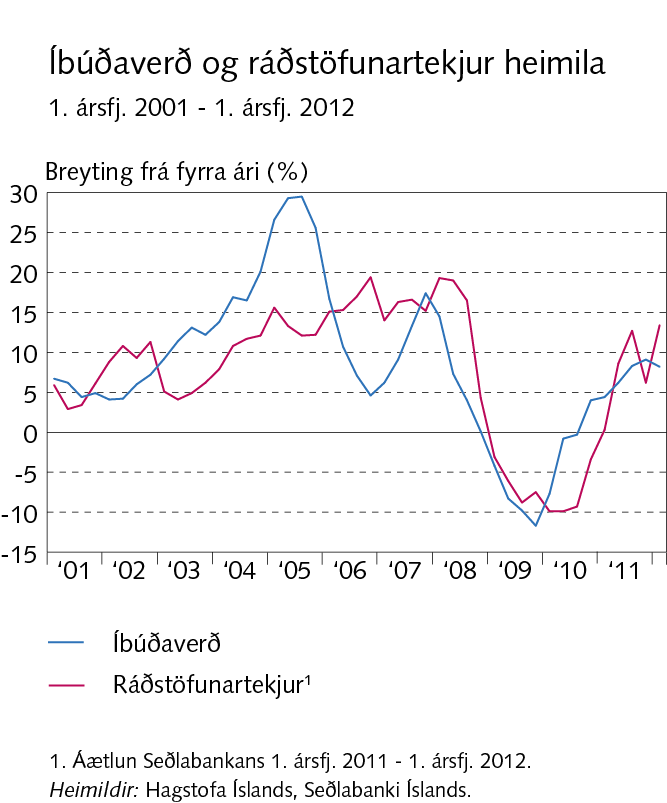 Íbúðaverð og ráðstöfunartekjur heimila
1. ársfj. 2001 - 1. ársfj. 2012
Breyting frá fyrra ári (%)
30
25
20
15
10
5
0
-5
-10
-15
‘01 ‘02 ‘03 ‘04 ‘05 ‘06 ‘07 ‘08 ‘09 ‘10 ‘11
Íbúðaverð
Ráðstöfunartekjur¹
1. Áætlun Seðlabankans 1. ársfj. 2011 - 1. ársfj. 2012.
Heimildir: Hagstofa Íslands, Seðlabanki Íslands.